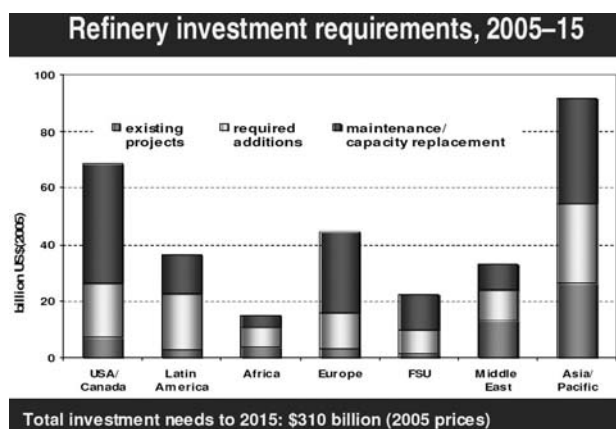 Refinery investment requirements, 2005–15
100
80
60
40
20
0
billion US$(2005)
existing projects
required additions
maintenance/ capacity replacement
USA/ Canada
Latin America
Africa
Europe
FSU
Middle East
Asia/ Pacific
Total investment needs to 2015: $310 billion (2005 prices)